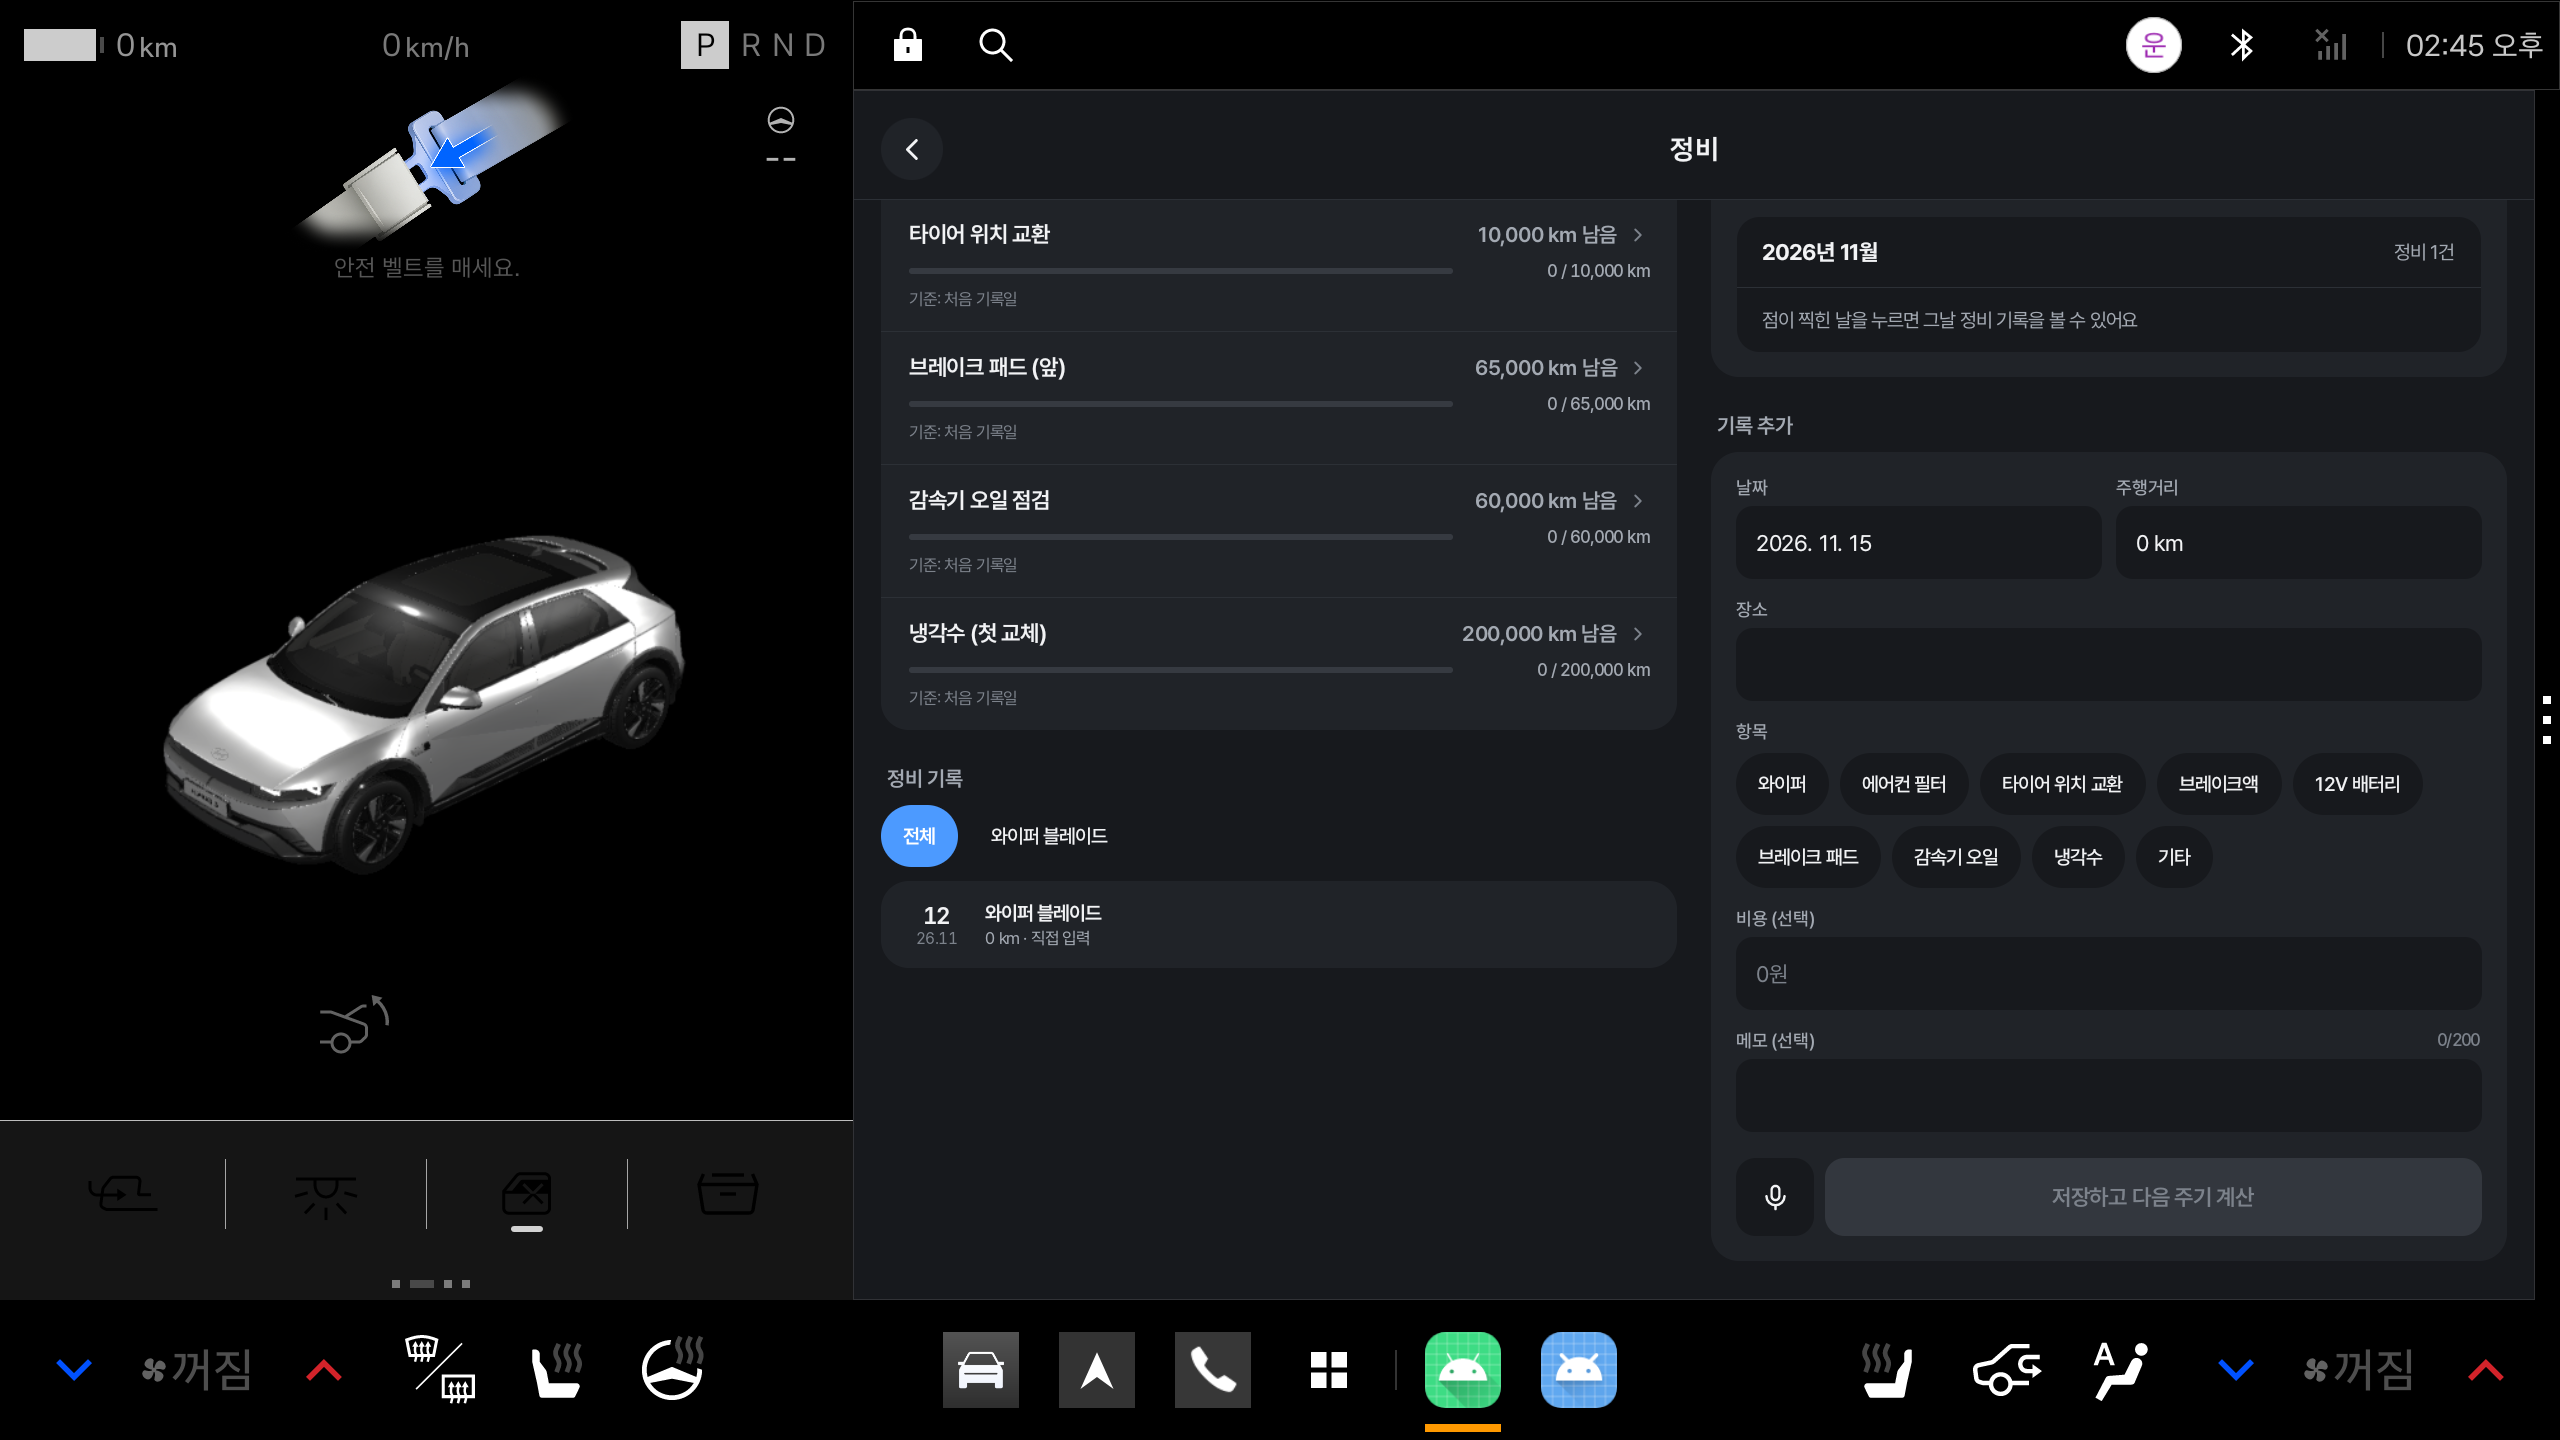 0 km
0 km/h
P R N D
안전 벨트를 매세요.
--
운
02:45 오후
정비
타이어 위치 교환
10,000 km 남음
0 / 10,000 km
기준: 처음 기록일
브레이크 패드 (앞)
65,000 km 남음
0 / 65,000 km
기준: 처음 기록일
감속기 오일 점검
60,000 km 남음
0 / 60,000 km
기준: 처음 기록일
냉각수 (첫 교체)
200,000 km 남음
0 / 200,000 km
기준: 처음 기록일
정비 기록
전체 와이퍼 블레이드
12
26.11
와이퍼 블레이드
0 km · 직접 입력
2026년 11월
정비 1건
점이 찍힌 날을 누르면 그날 정비 기록을 볼 수 있어요
기록 추가
날짜
2026. 11. 15
주행거리
0 km
장소
항목
와이퍼 에어컨 필터 타이어 위치 교환 브레이크액 12V 배터리
브레이크 패드 감속기 오일 냉각수 기타
비용 (선택)
0원
메모 (선택)
0/200
저장하고 다음 주기 계산
꺼짐
A
꺼짐